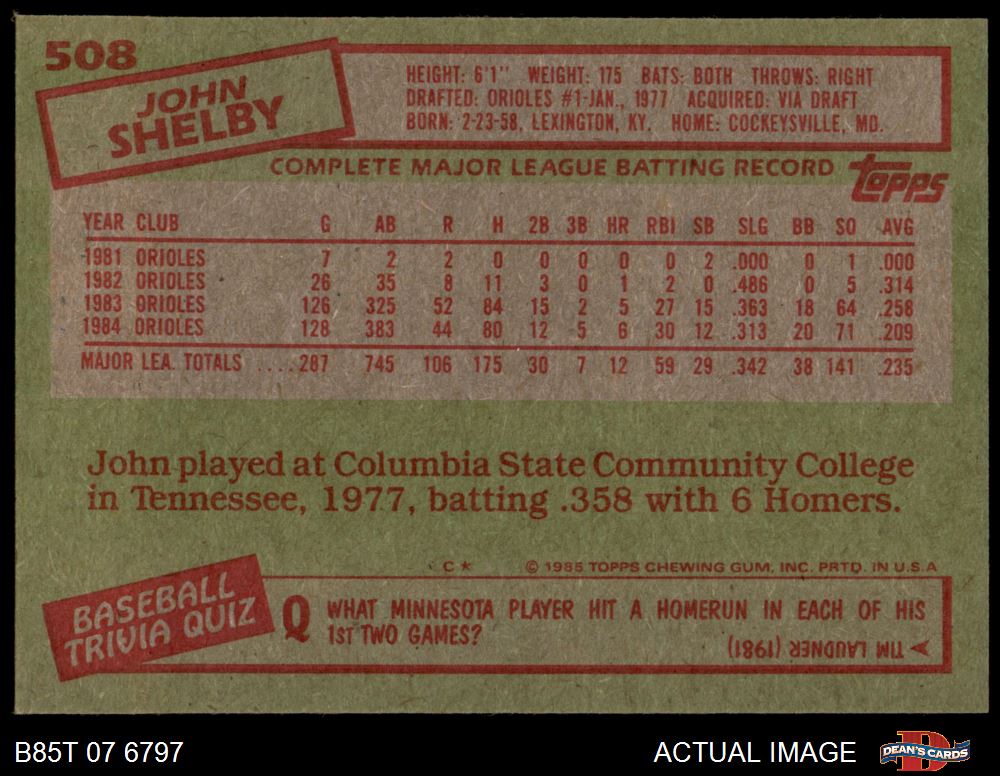 508
JOHN
SHELBY
HEIGHT: 6'1" WEIGHT: 175 BATS: BOTH THROWS: RIGHT
DRAFTED: ORIOLES #1-JAN., 1977 ACQUIRED: VIA DRAFT
BORN: 2-23-58, LEXINGTON, KY. HOME: COCKEYSVILLE, MD.
COMPLETE MAJOR LEAGUE BATTING RECORD
Topps
YEAR CLUB G AB R H 2B 3B HR RBI SB SLG BB SO AVG
1981 ORIOLES 7 2 2 0 0 0 0 0 2 .000 0 1 .000
1982 ORIOLES 26 35 8 11 3 0 1 2 0 .486 0 5 .314
1983 ORIOLES 126 325 52 84 15 2 5 27 15 .363 18 64 .258
1984 ORIOLES 128 383 44 80 12 5 6 30 12 .313 20 71 .209
MAJOR LEA. TOTALS ....287 745 106 175 30 7 12 59 29 .342 38 141 .235
John played at Columbia State Community College
in Tennessee, 1977, batting .358 with 6 Homers.
C★ © 1985 TOPPS CHEWING GUM, INC. PRTD. IN U.S.A
BASEBALL
TRIVIA QUIZ
Q WHAT MINNESOTA PLAYER HIT A HOMERUN IN EACH OF HIS
1ST TWO GAMES?
TIM LAUDNER (1981)
B85T 07 6797
ACTUAL IMAGE
D
DEAN'S CARDS